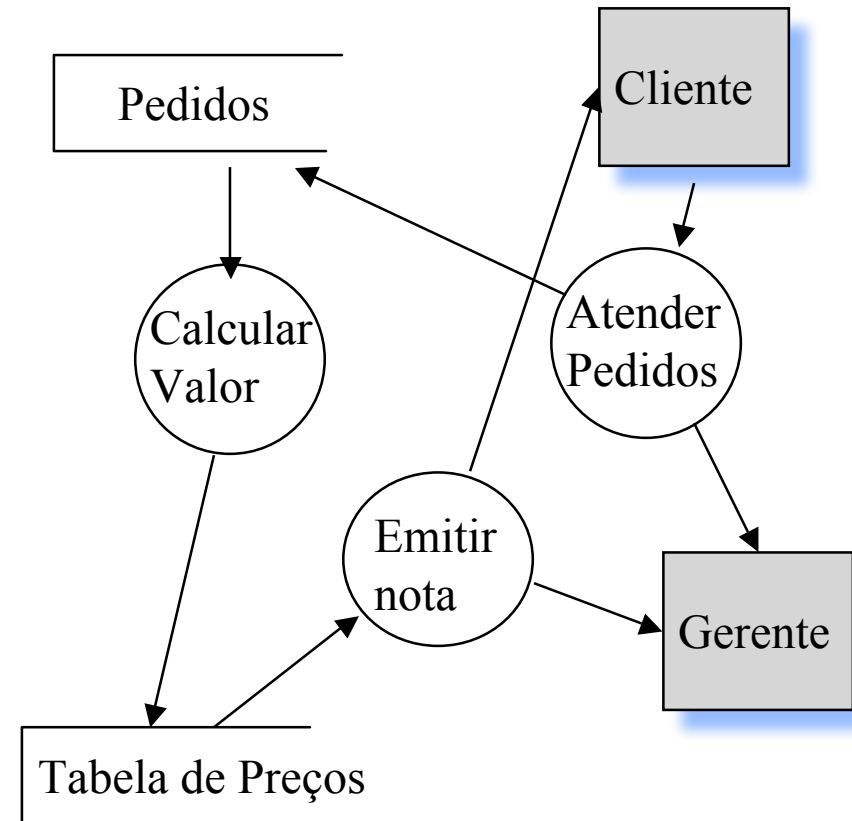 Pedidos
Cliente
Calcular
Valor
Atender
Pedidos
Emitir
nota
Gerente
Tabela de Preços